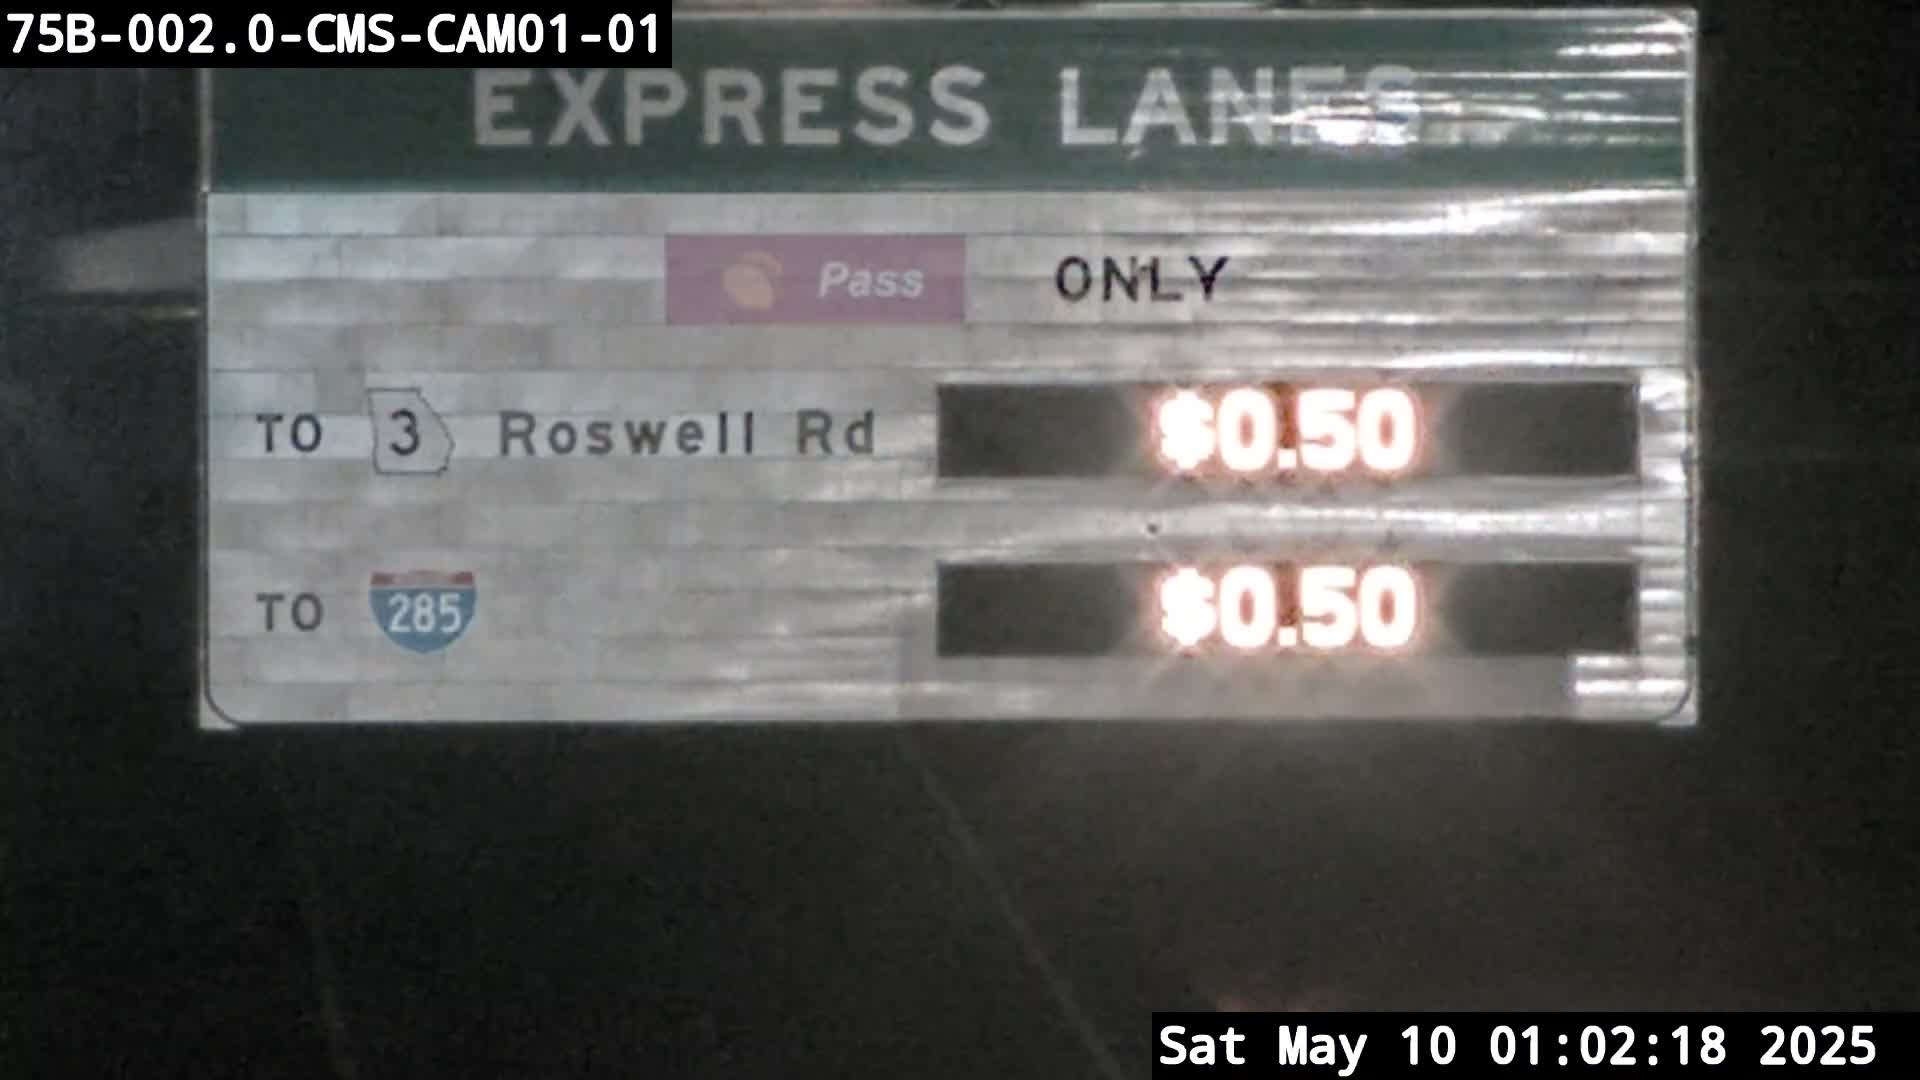 75B-002.0-CMS-CAM01-01
EXPRESS LANES
Pass ONLY
TO 3 Roswell Rd $0.50
TO 285 $0.50
Sat May 10 01:02:18 2025